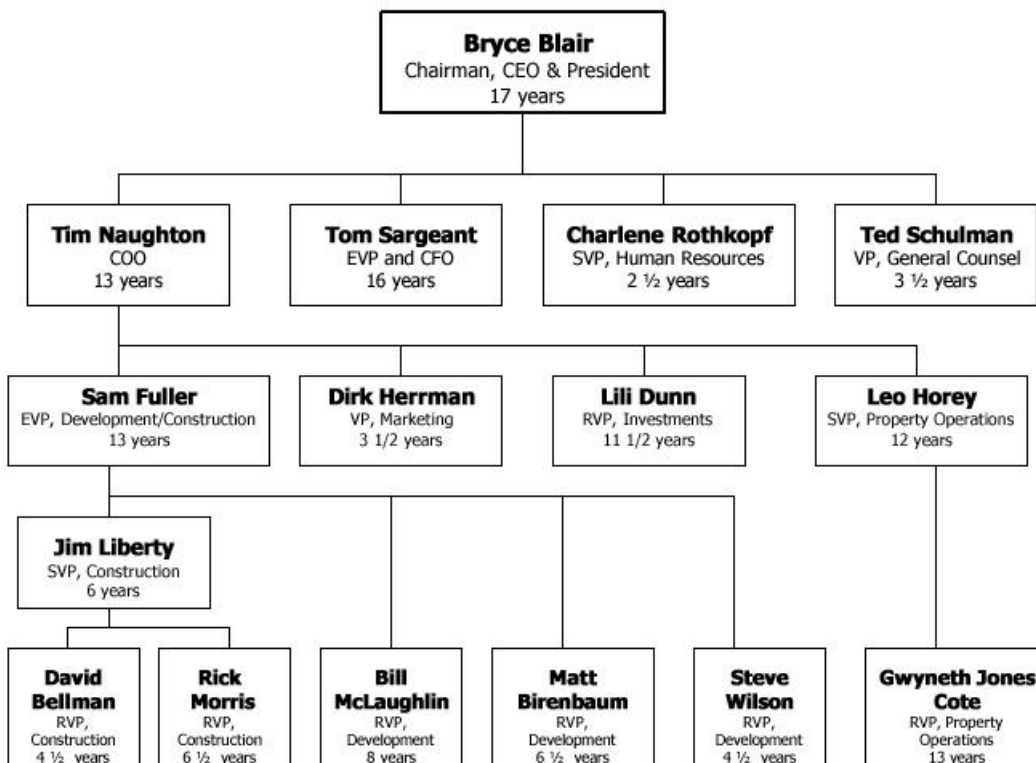 Bryce Blair
Chairman, CEO & President
17 years
Tim Naughton
COO
13 years
Tom Sargeant
EVP and CFO
16 years
Charlene Rothkopf
SVP, Human Resources
2 ½ years
Ted Schulman
VP, General Counsel
3 ½ years
Sam Fuller
EVP, Development/Construction
13 years
Dirk Herrman
VP, Marketing
3 1/2 years
Lili Dunn
RVP, Investments
11 1/2 years
Leo Horey
SVP, Property Operations
12 years
Jim Liberty
SVP, Construction
6 years
David
Bellman
RVP,
Construction
4 ½ years
Rick
Morris
RVP,
Construction
6 ½ years
Bill
McLaughlin
RVP,
Development
8 years
Matt
Birenbaum
RVP,
Development
6 ½ years
Steve
Wilson
RVP,
Development
4 ½ years
Gwyneth Jones
Cote
RVP, Property
Operations
13 years